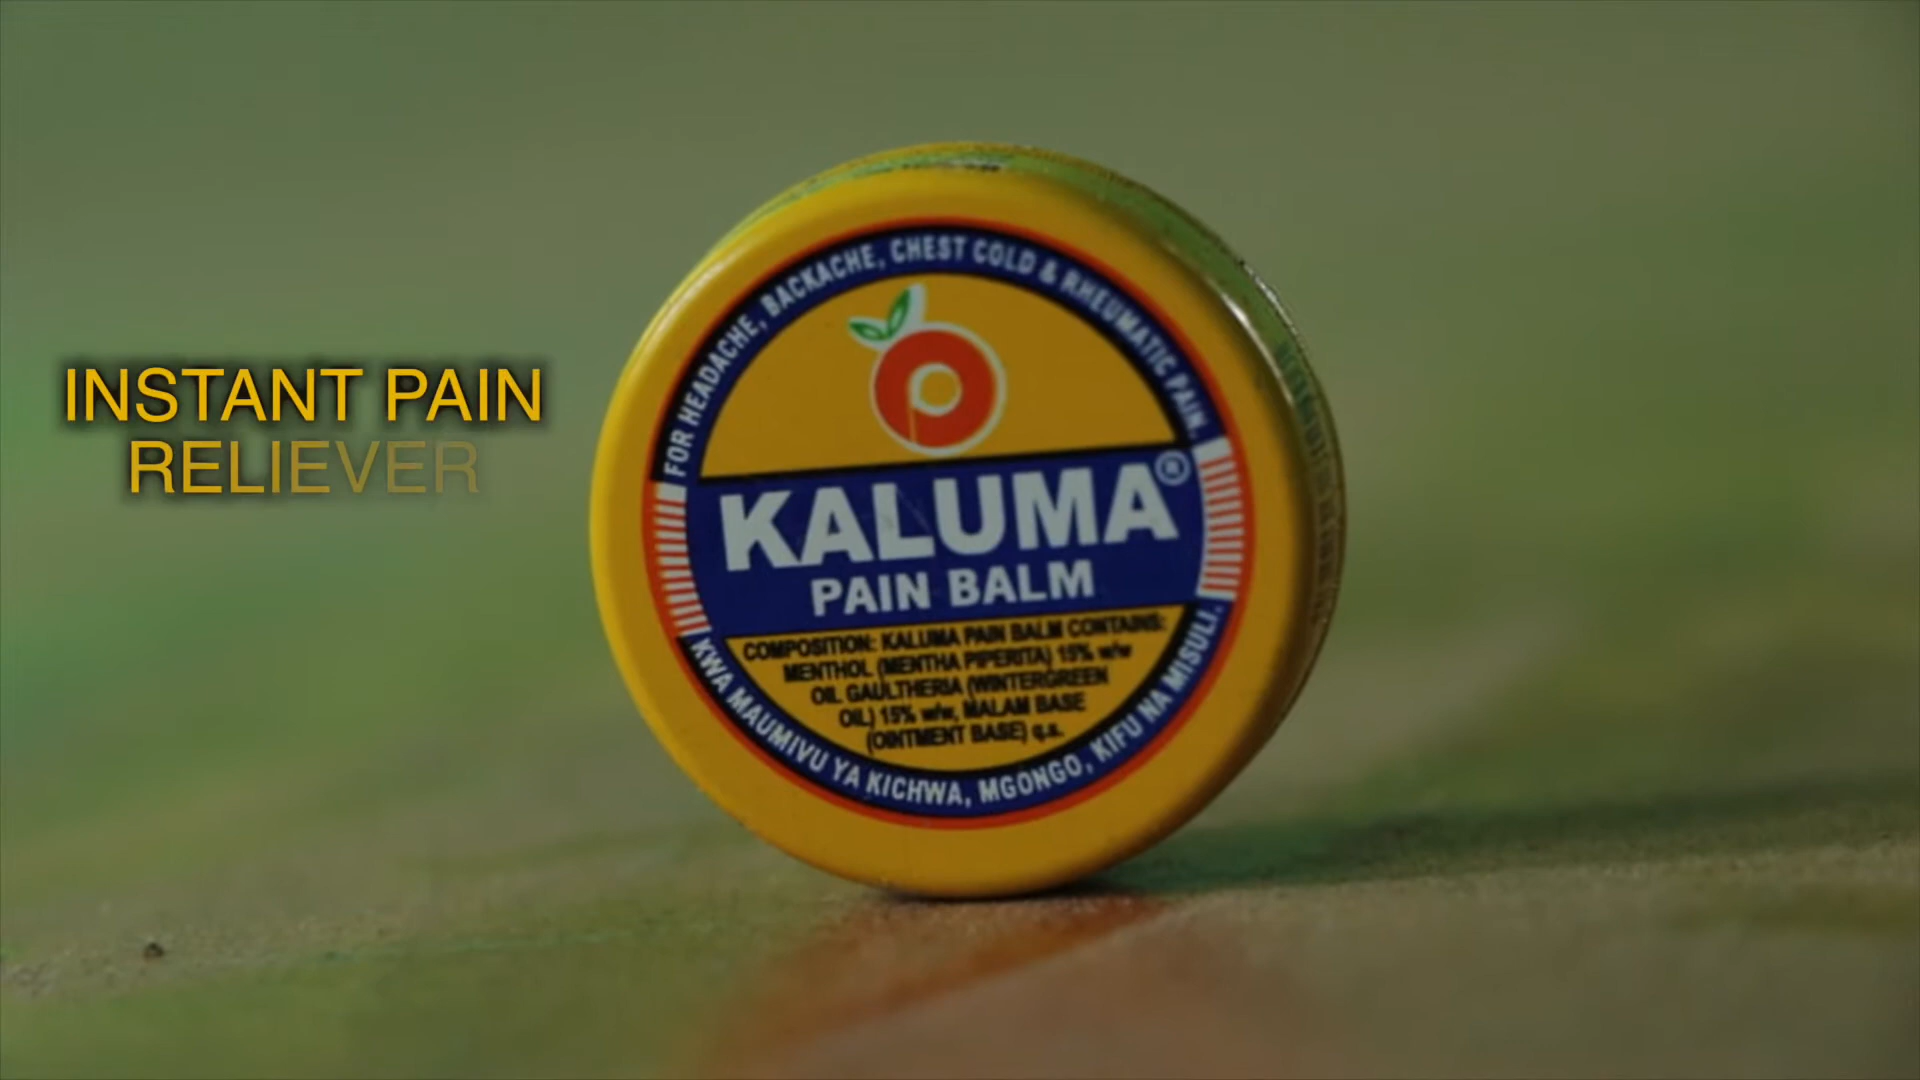 INSTANT PAIN
RELIEVER
FOR HEADACHE, BACKACHE, CHEST COLD & RHEUMATIC PAIN.
KALUMA®
PAIN BALM
COMPOSITION: KALUMA PAIN BALM CONTAINS:
MENTHOL (MENTHA PIPERITA) 15% w/w
OIL GAULTHERIA (WINTERGREEN
OIL) 15% w/w, MALAM BASE
(OINTMENT BASE) q.s.
KWA MAUMIVU YA KICHWA, MGONGO, KIFU NA MISULI.